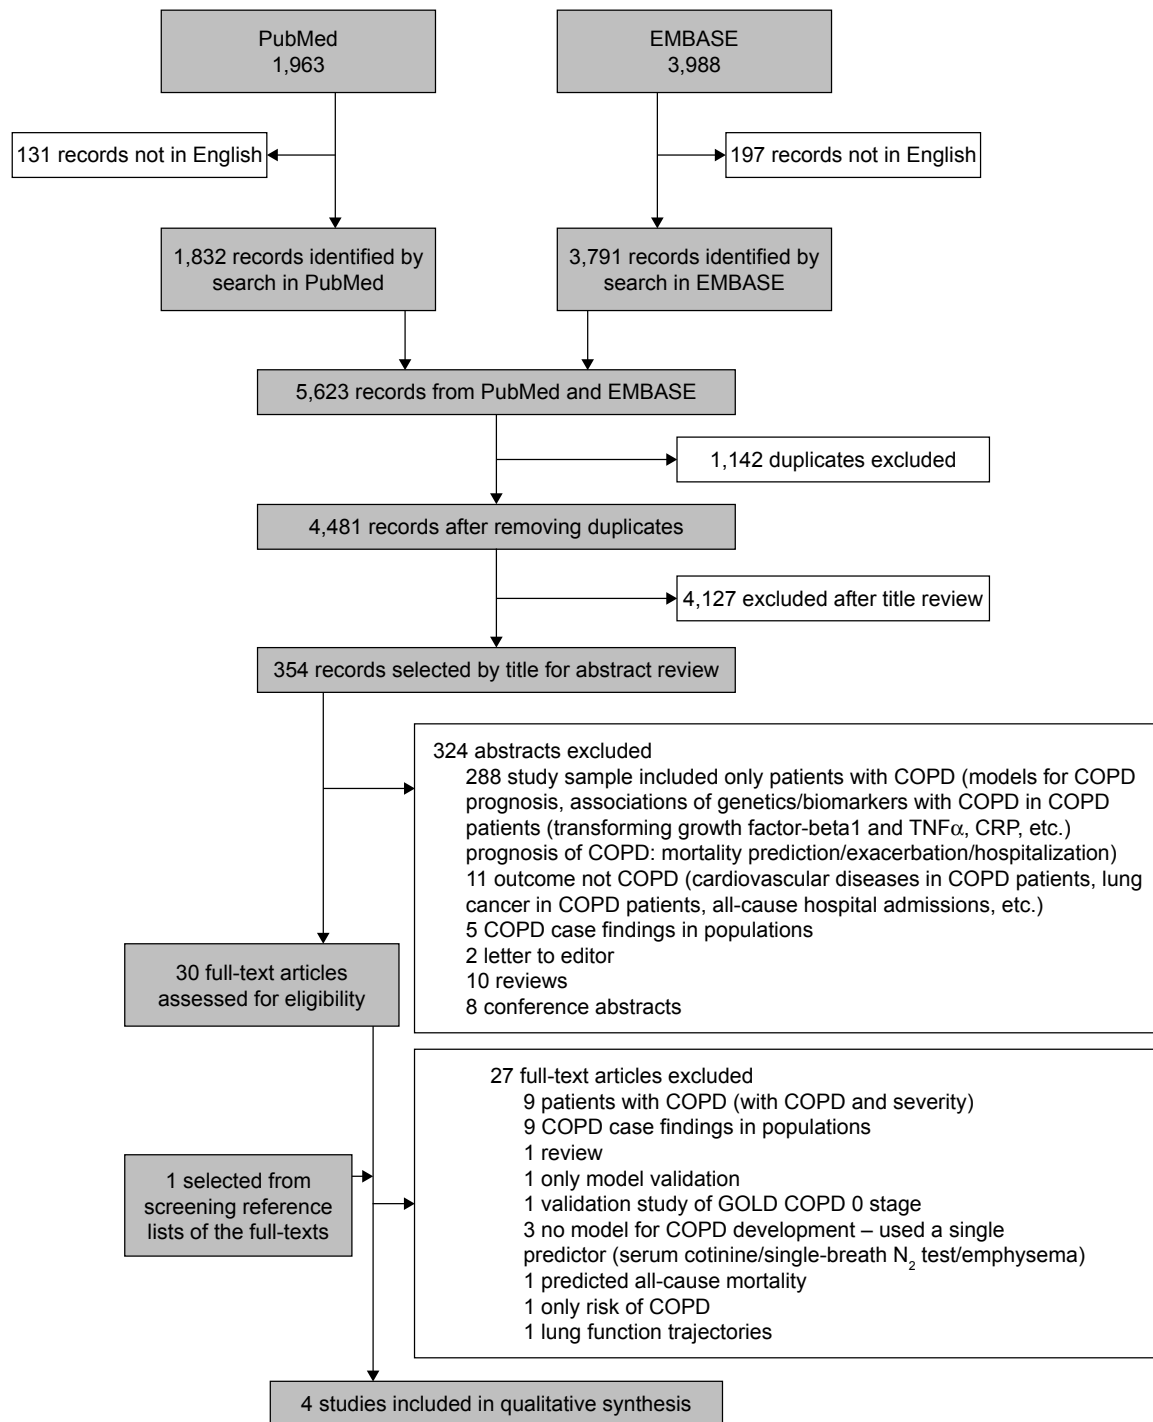 PubMed
1,963
EMBASE
3,988
131 records not in English
197 records not in English
1,832 records identified by
search in PubMed
3,791 records identified by
search in EMBASE
5,623 records from PubMed and EMBASE
1,142 duplicates excluded
4,481 records after removing duplicates
4,127 excluded after title review
354 records selected by title for abstract review
324 abstracts excluded
288 study sample included only patients with COPD (models for COPD
prognosis, associations of genetics/biomarkers with COPD in COPD
patients (transforming growth factor-beta1 and TNFα, CRP, etc.)
prognosis of COPD: mortality prediction/exacerbation/hospitalization)
11 outcome not COPD (cardiovascular diseases in COPD patients, lung
cancer in COPD patients, all-cause hospital admissions, etc.)
5 COPD case findings in populations
2 letter to editor
10 reviews
8 conference abstracts
30 full-text articles
assessed for eligibility
27 full-text articles excluded
9 patients with COPD (with COPD and severity)
9 COPD case findings in populations
1 review
1 only model validation
1 validation study of GOLD COPD 0 stage
3 no model for COPD development – used a single
predictor (serum cotinine/single-breath N₂ test/emphysema)
1 predicted all-cause mortality
1 only risk of COPD
1 lung function trajectories
1 selected from
screening reference
lists of the full-texts
4 studies included in qualitative synthesis